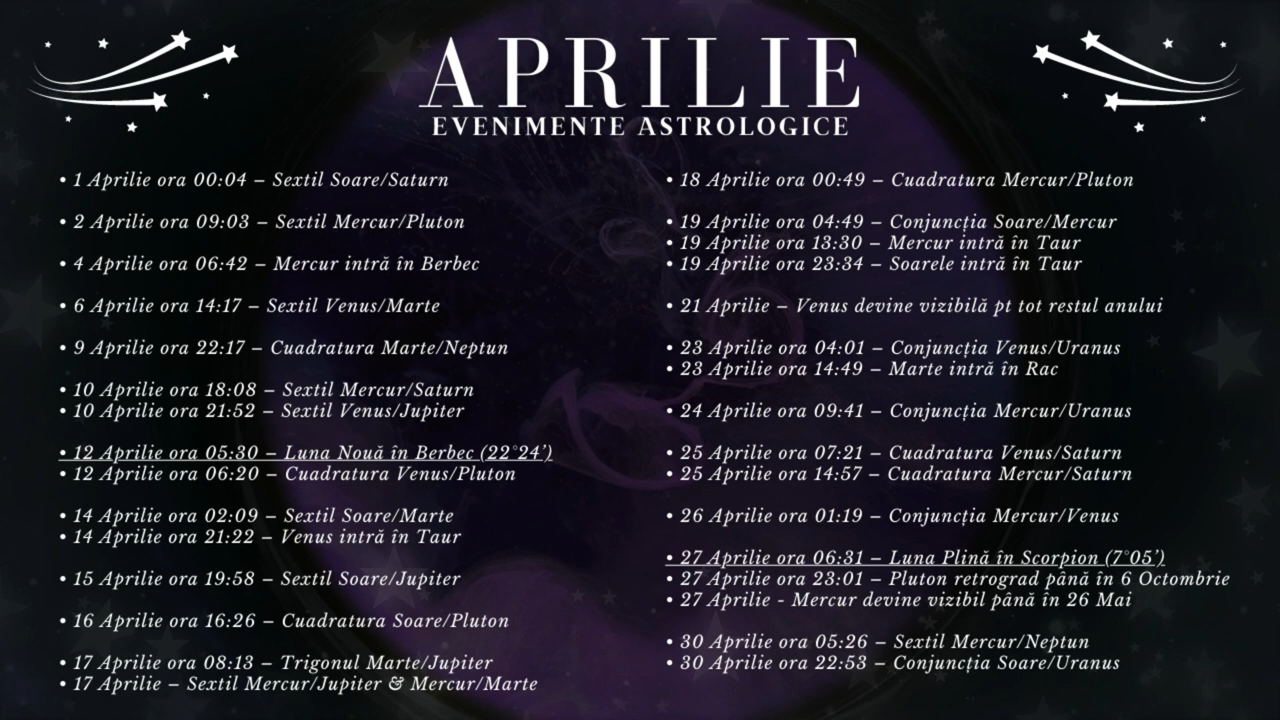 APRILIE
EVENIMENTE ASTROLOGICE
• 1 Aprilie ora 00:04 – Sextil Soare/Saturn
• 2 Aprilie ora 09:03 – Sextil Mercur/Pluton
• 4 Aprilie ora 06:42 – Mercur intră în Berbec
• 6 Aprilie ora 14:17 – Sextil Venus/Marte
• 9 Aprilie ora 22:17 – Cuadratura Marte/Neptun
• 10 Aprilie ora 18:08 – Sextil Mercur/Saturn
• 10 Aprilie ora 21:52 – Sextil Venus/Jupiter
• 12 Aprilie ora 05:30 – Luna Nouă în Berbec (22°24’)
• 12 Aprilie ora 06:20 – Cuadratura Venus/Pluton
• 14 Aprilie ora 02:09 – Sextil Soare/Marte
• 14 Aprilie ora 21:22 – Venus intră în Taur
• 15 Aprilie ora 19:58 – Sextil Soare/Jupiter
• 16 Aprilie ora 16:26 – Cuadratura Soare/Pluton
• 17 Aprilie ora 08:13 – Trigonul Marte/Jupiter
• 17 Aprilie – Sextil Mercur/Jupiter & Mercur/Marte
• 18 Aprilie ora 00:49 – Cuadratura Mercur/Pluton
• 19 Aprilie ora 04:49 – Conjuncția Soare/Mercur
• 19 Aprilie ora 13:30 – Mercur intră în Taur
• 19 Aprilie ora 23:34 – Soarele intră în Taur
• 21 Aprilie – Venus devine vizibilă pt tot restul anului
• 23 Aprilie ora 04:01 – Conjuncția Venus/Uranus
• 23 Aprilie ora 14:49 – Marte intră în Rac
• 24 Aprilie ora 09:41 – Conjuncția Mercur/Uranus
• 25 Aprilie ora 07:21 – Cuadratura Venus/Saturn
• 25 Aprilie ora 14:57 – Cuadratura Mercur/Saturn
• 26 Aprilie ora 01:19 – Conjuncția Mercur/Venus
• 27 Aprilie ora 06:31 – Luna Plină în Scorpion (7°05’)
• 27 Aprilie ora 23:01 – Pluton retrograd până în 6 Octombrie
• 27 Aprilie - Mercur devine vizibil până în 26 Mai
• 30 Aprilie ora 05:26 – Sextil Mercur/Neptun
• 30 Aprilie ora 22:53 – Conjuncția Soare/Uranus